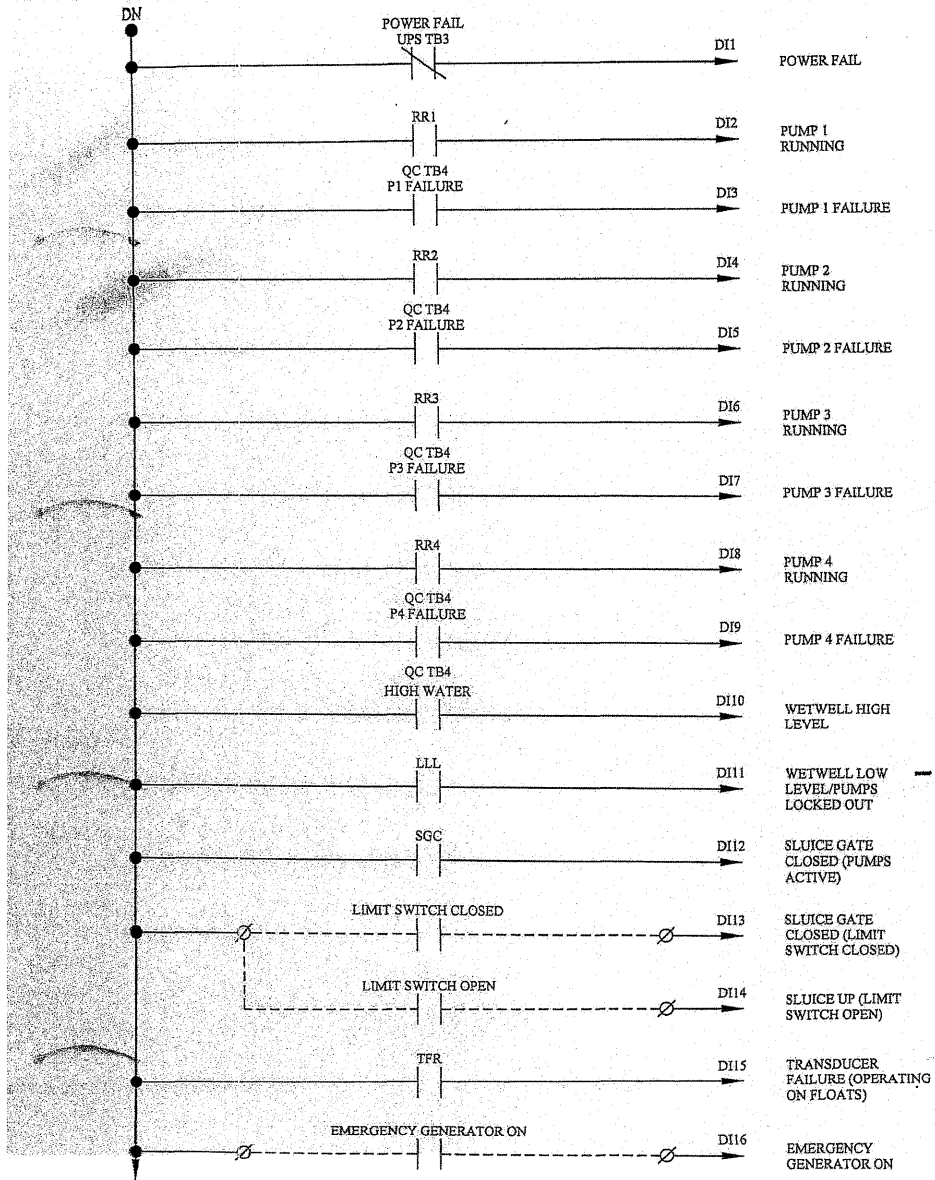 DN
POWER FAIL
UPS TB3
DI1
POWER FAIL
RR1
DI2
PUMP 1
RUNNING
QC TB4
P1 FAILURE
DI3
PUMP 1 FAILURE
RR2
DI4
PUMP 2
RUNNING
QC TB4
P2 FAILURE
DI5
PUMP 2 FAILURE
RR3
DI6
PUMP 3
RUNNING
QC TB4
P3 FAILURE
DI7
PUMP 3 FAILURE
RR4
DI8
PUMP 4
RUNNING
QC TB4
P4 FAILURE
DI9
PUMP 4 FAILURE
QC TB4
HIGH WATER
DI10
WETWELL HIGH
LEVEL
LLL
DI11
WETWELL LOW
LEVEL/PUMPS
LOCKED OUT
SGC
DI12
SLUICE GATE
CLOSED (PUMPS
ACTIVE)
LIMIT SWITCH CLOSED
DI13
SLUICE GATE
CLOSED (LIMIT
SWITCH CLOSED)
LIMIT SWITCH OPEN
DI14
SLUICE UP (LIMIT
SWITCH OPEN)
TFR
DI15
TRANSDUCER
FAILURE (OPERATING
ON FLOATS)
EMERGENCY GENERATOR ON
DI16
EMERGENCY
GENERATOR ON